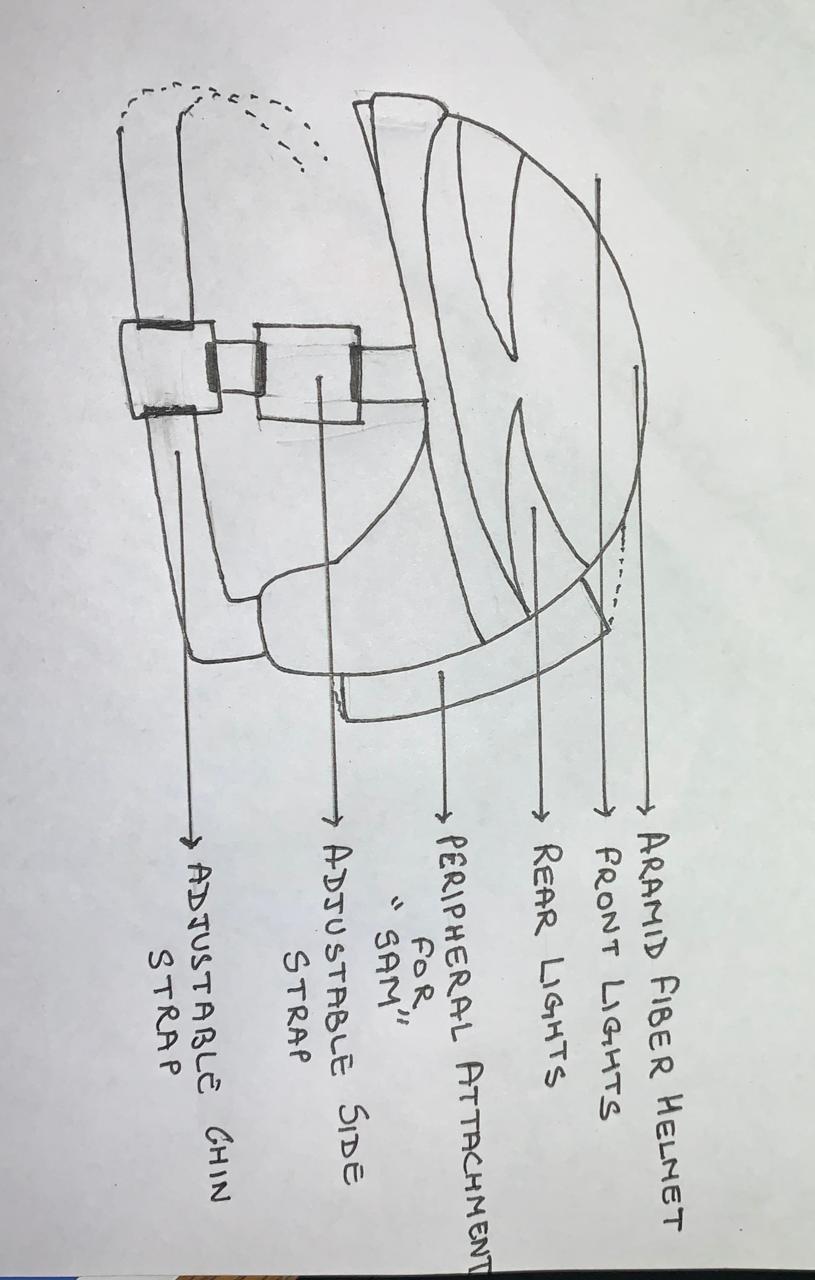 ARAMID FIBER HELMET
FRONT LIGHTS
REAR LIGHTS
PERIPHERAL ATTACHMENT
FOR
"SAM"
ADJUSTABLE SIDE
STRAP
ADJUSTABLE CHIN
STRAP